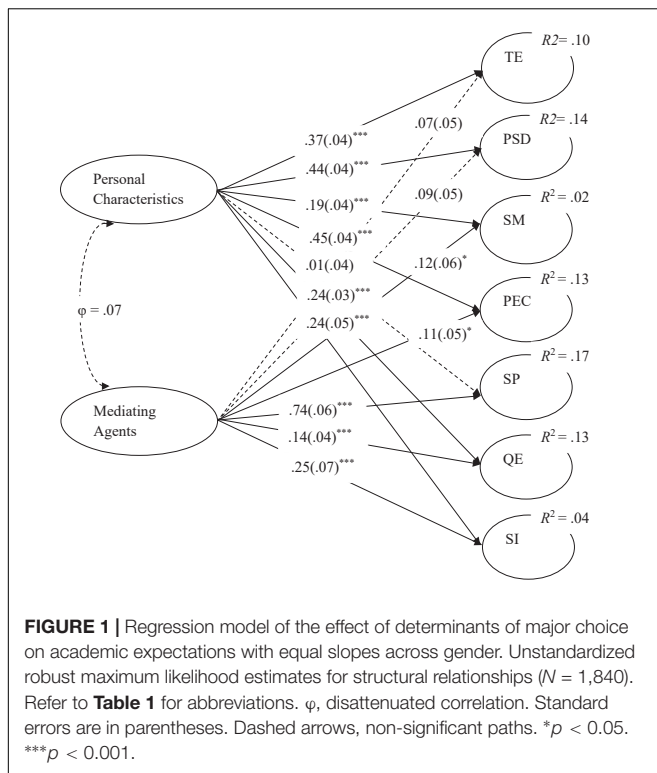 R2= .10
TE
.07(.05)
.37(.04)***
R2= .14
PSD
.44(.04)***
.09(.05)
Personal
Characteristics
.19(.04)***
R² = .02
SM
.45(.04)***
.12(.06)*
.01(.04)
R² = .13
PEC
.24(.03)***
φ = .07
.24(.05)***
.11(.05)*
R² = .17
SP
Mediating
Agents
.74(.06)***
.14(.04)***
R² = .13
QE
.25(.07)***
R² = .04
SI
FIGURE 1 | Regression model of the effect of determinants of major choice
on academic expectations with equal slopes across gender. Unstandardized
robust maximum likelihood estimates for structural relationships (N = 1,840).
Refer to Table 1 for abbreviations. φ, disattenuated correlation. Standard
errors are in parentheses. Dashed arrows, non-significant paths. *p < 0.05.
***p < 0.001.